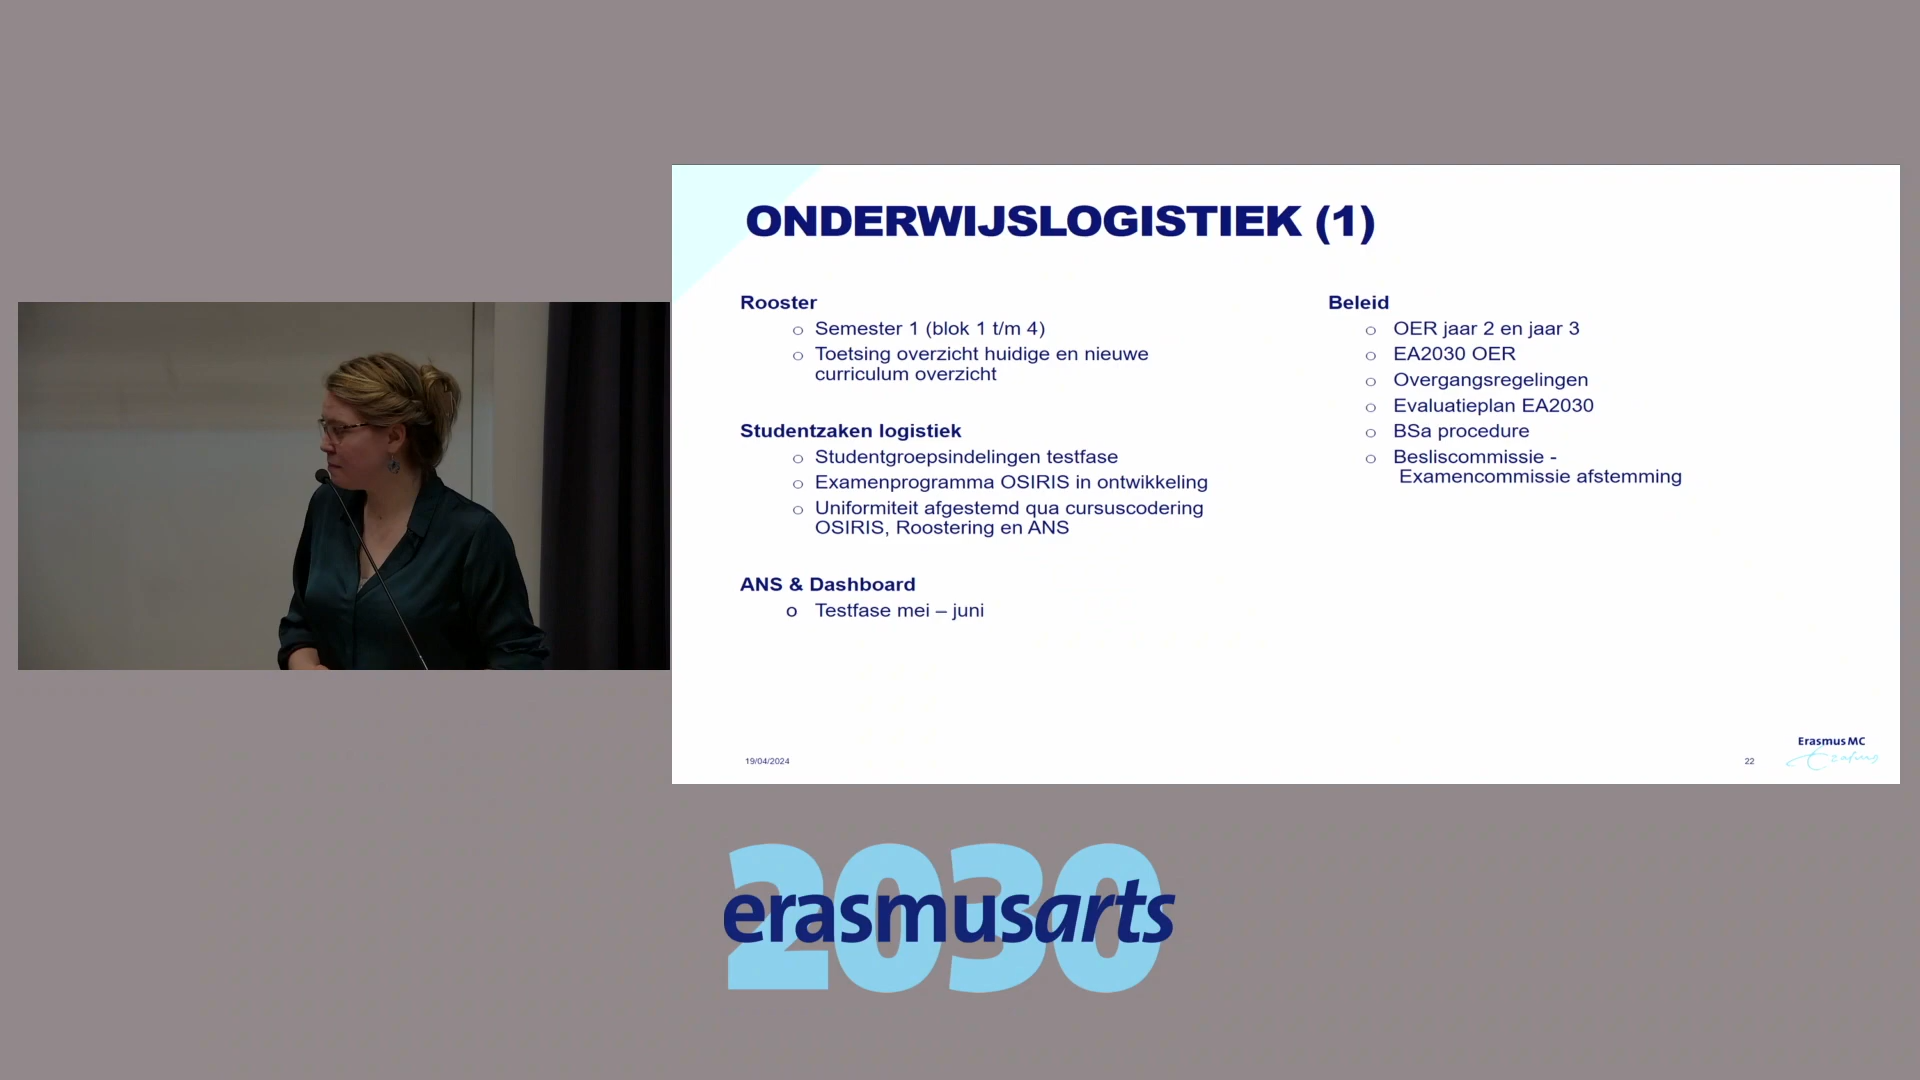 ONDERWIJSLOGISTIEK (1)
Rooster
o Semester 1 (blok 1 t/m 4)
o Toetsing overzicht huidige en nieuwe
curriculum overzicht
Studentzaken logistiek
o Studentgroepsindelingen testfase
o Examenprogramma OSIRIS in ontwikkeling
o Uniformiteit afgestemd qua cursuscodering
OSIRIS, Roostering en ANS
ANS & Dashboard
o Testfase mei – juni
Beleid
o OER jaar 2 en jaar 3
o EA2030 OER
o Overgangsregelingen
o Evaluatieplan EA2030
o BSa procedure
o Besliscommissie -
Examencommissie afstemming
19/04/2024
22
Erasmus MC
Erasmus
2030
erasmusarts